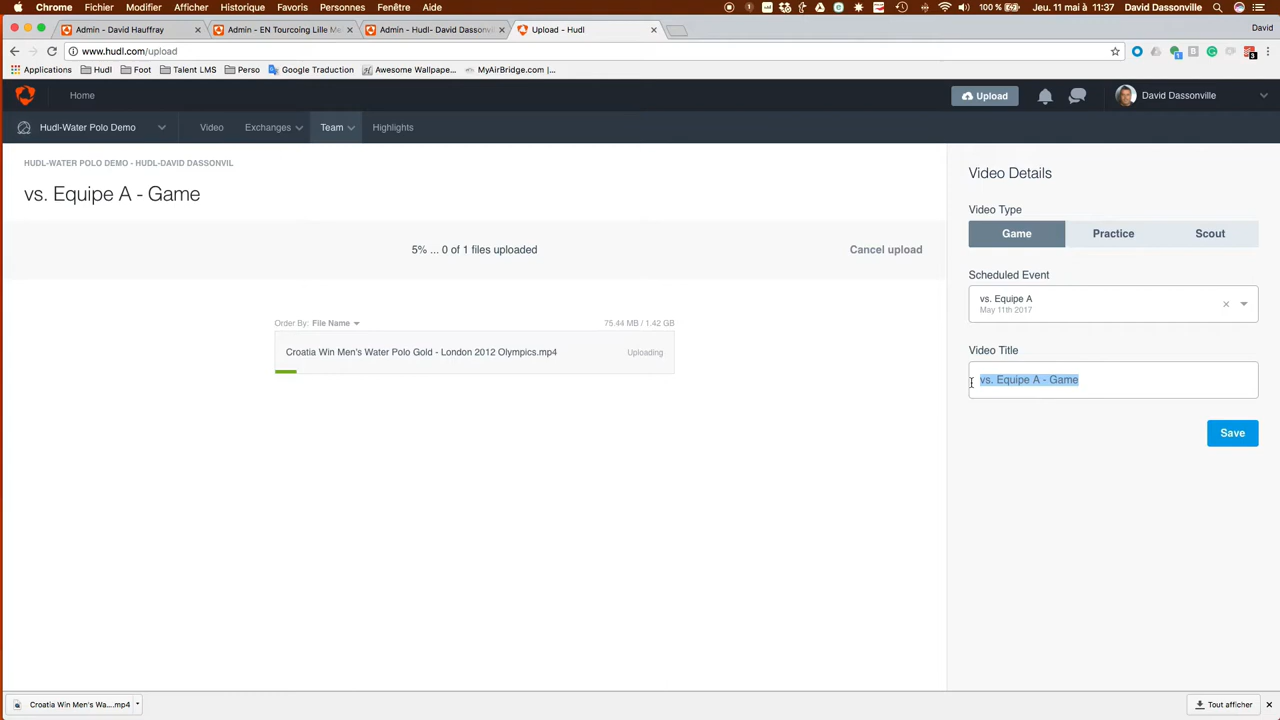 Chrome Fichier Modifier Afficher Historique Favoris Personnes Fenêtre Aide 100 % Jeu. 11 mai à 11:37 David Dassonville
Admin - David Hauffray Admin - EN Tourcoing Lille Mé Admin - Hudl- David Dassonvi Upload - Hudl David
www.hudl.com/upload
Applications Hudl Foot Talent LMS Perso Google Traduction Awesome Wallpape... MyAirBridge.com |...
Home Upload David Dassonville
Hudl-Water Polo Demo Video Exchanges Team Highlights
HUDL-WATER POLO DEMO - HUDL-DAVID DASSONVIL
vs. Equipe A - Game
5% ... 0 of 1 files uploaded Cancel upload
Order By: File Name 75.44 MB / 1.42 GB
Croatia Win Men's Water Polo Gold - London 2012 Olympics.mp4 Uploading
Video Details
Video Type
Game Practice Scout
Scheduled Event
vs. Equipe A
May 11th 2017
Video Title
vs. Equipe A - Game
Save
Croatia Win Men's Wa....mp4 Tout afficher